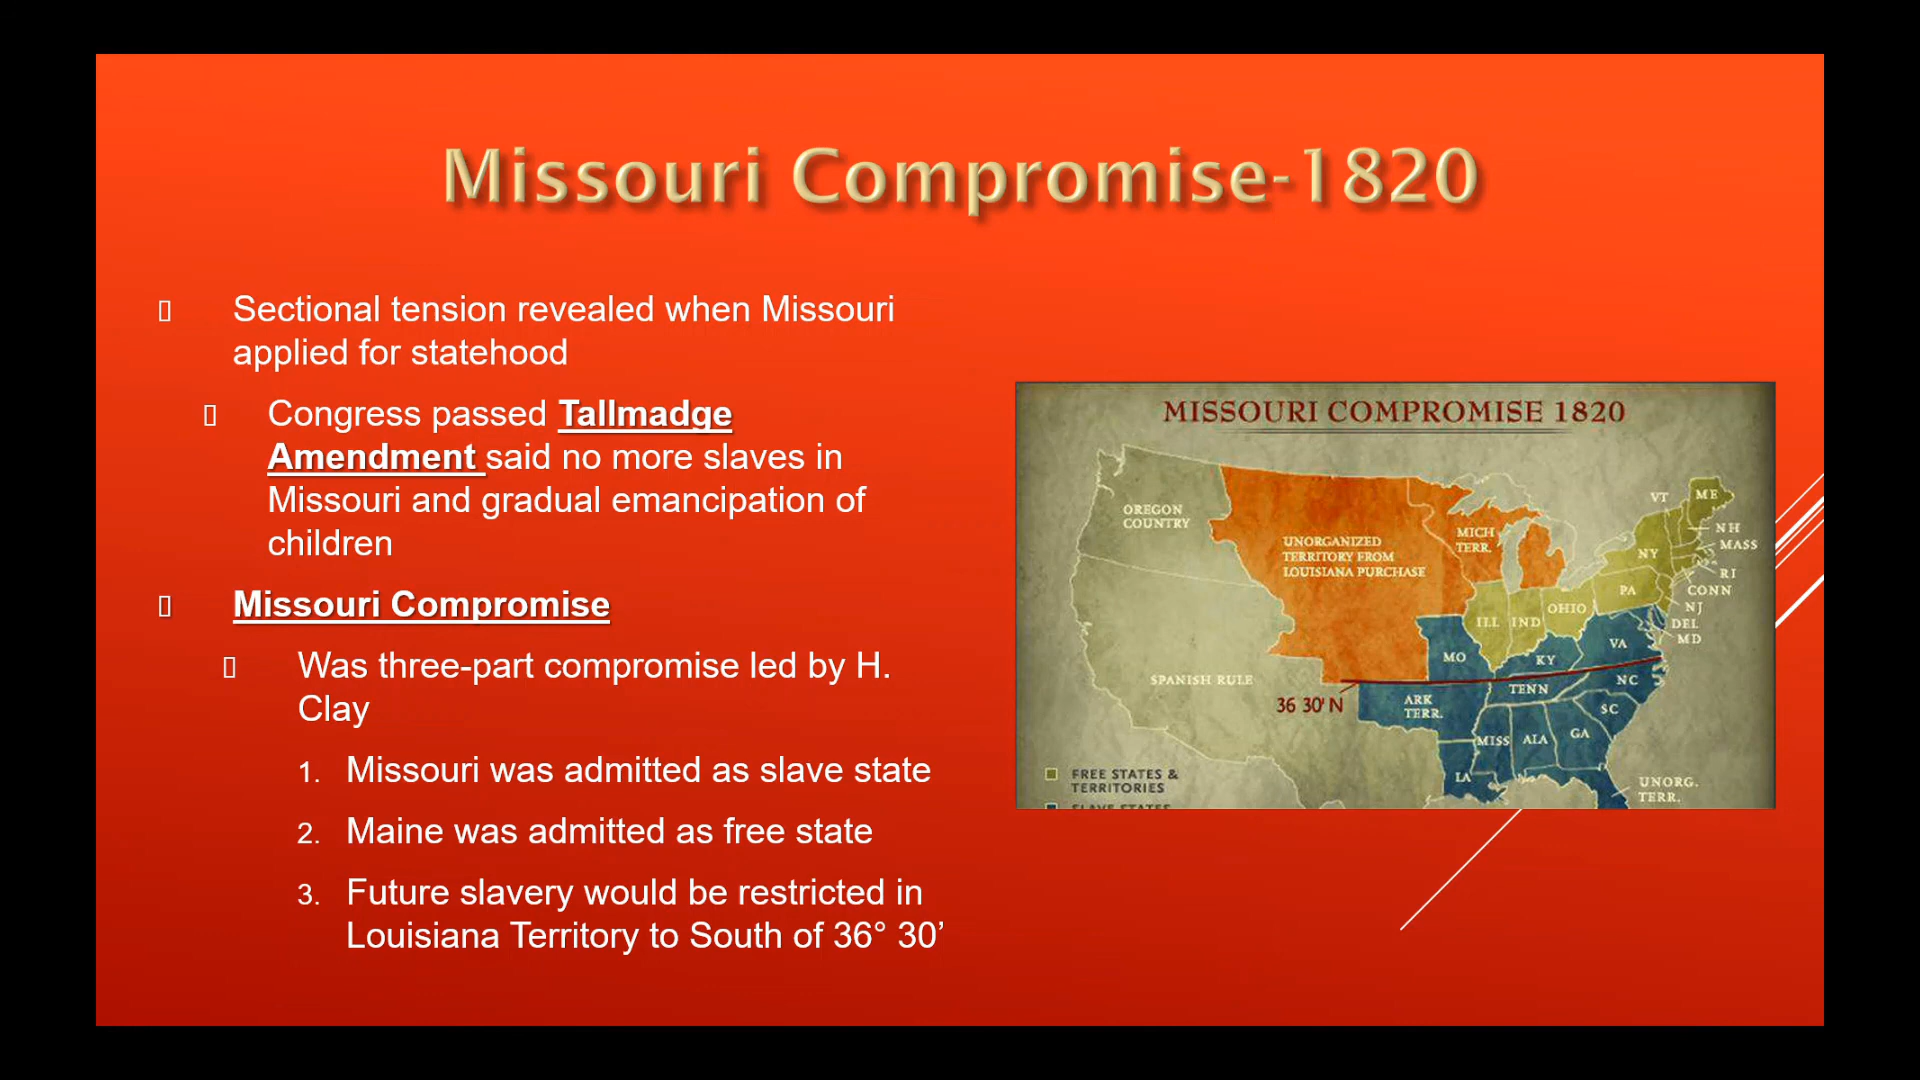 Missouri Compromise-1820
Sectional tension revealed when Missouri
applied for statehood
Congress passed Tallmadge
Amendment said no more slaves in
Missouri and gradual emancipation of
children
Missouri Compromise
Was three-part compromise led by H.
Clay
1. Missouri was admitted as slave state
2. Maine was admitted as free state
3. Future slavery would be restricted in
Louisiana Territory to South of 36° 30’
MISSOURI COMPROMISE 1820
OREGON
COUNTRY
UNORGANIZED
TERRITORY FROM
LOUISIANA PURCHASE
MICH
TERR.
VT
ME
NH
MASS
NY
RI
CONN
PA
NJ
OHIO
ILL
IND
DEL
MD
VA
MO
KY
SPANISH RULE
NC
TENN
36 30' N
ARK
TERR.
SC
MISS
ALA
GA
LA
FREE STATES &
TERRITORIES
UNORG.
TERR.
SLAVE STATES